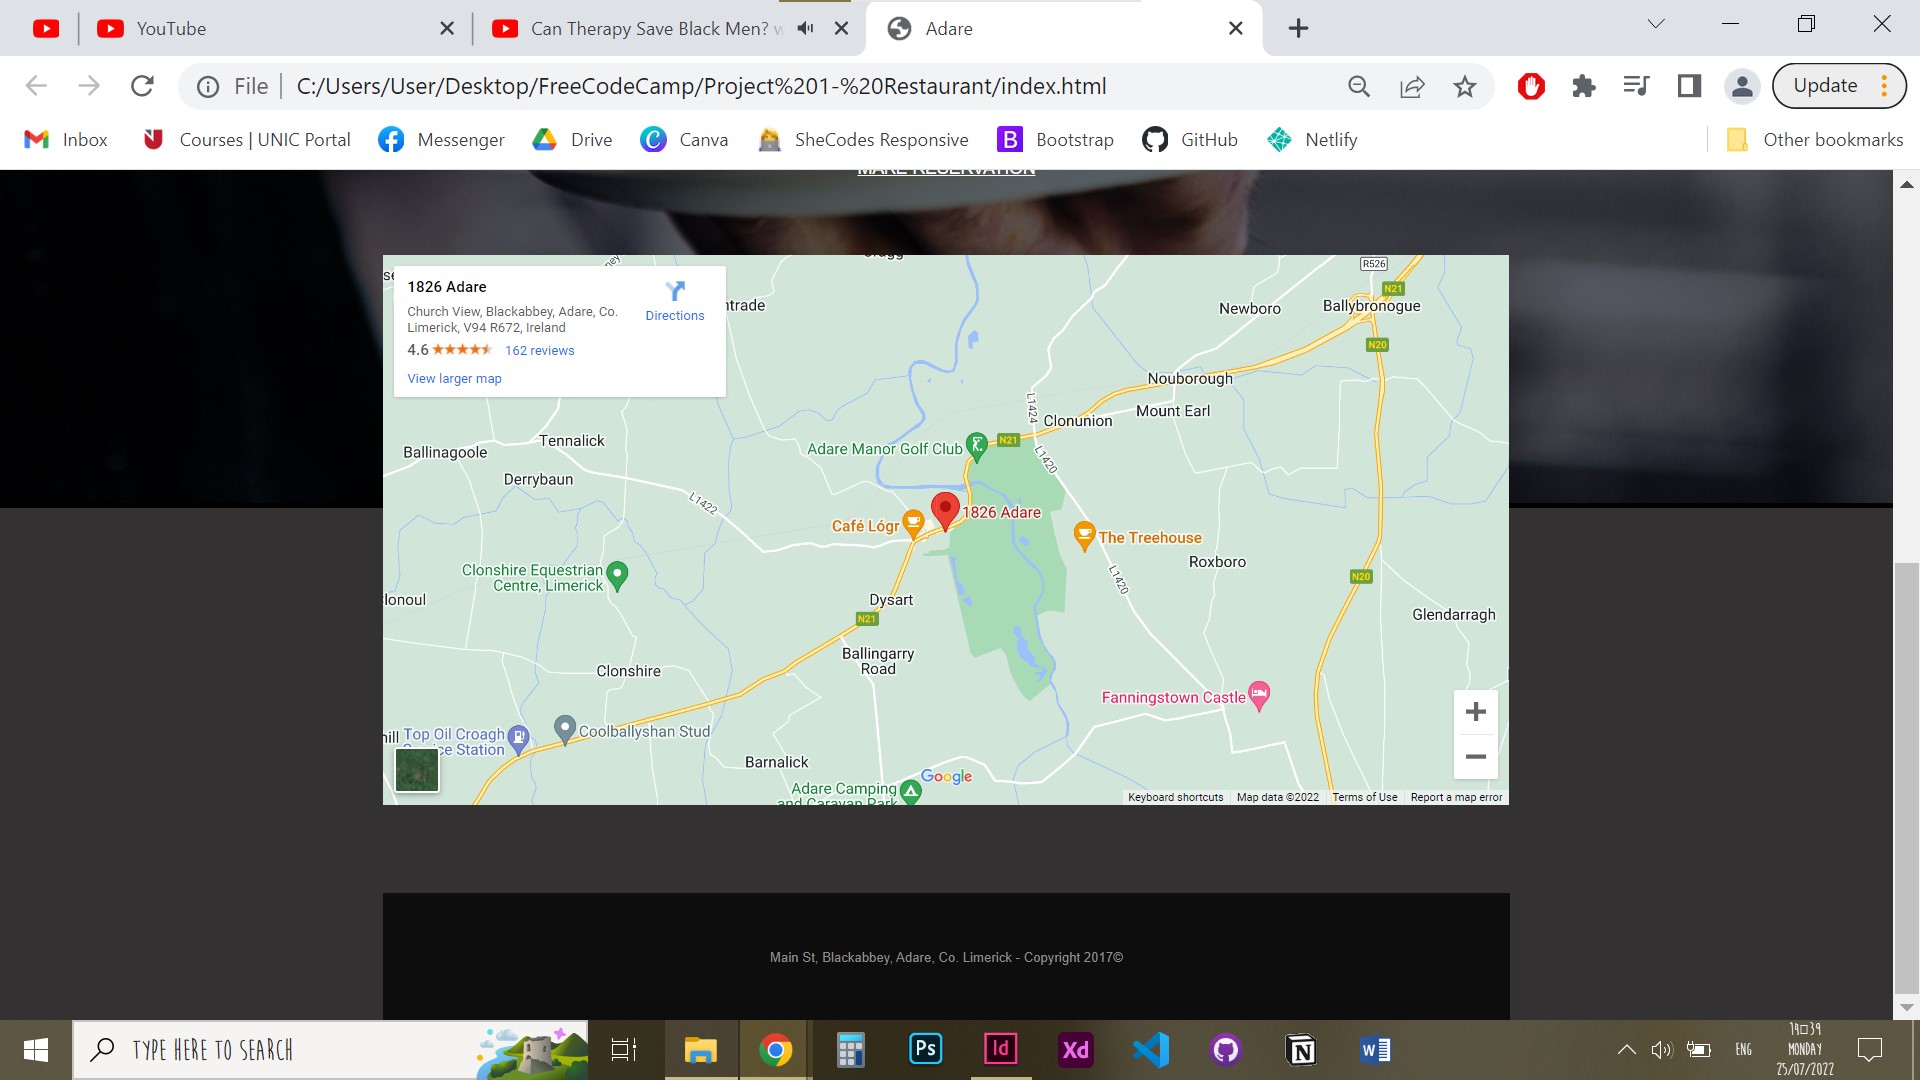 YouTube
Can Therapy Save Black Men?
Adare
File
C:/Users/User/Desktop/FreeCodeCamp/Project%201-%20Restaurant/index.html
Update
Inbox
Courses | UNIC Portal
Messenger
Drive
Canva
SheCodes Responsive
B
Bootstrap
GitHub
Netlify
Other bookmarks
MAKE RESERVATION
1826 Adare
Church View, Blackabbey, Adare, Co.
Limerick, V94 R672, Ireland
Directions
4.6
162 reviews
View larger map
R526
N21
Newboro
Ballybronogue
N20
Nouborough
Mount Earl
L1424
Clonunion
Tennalick
Ballinagoole
Adare Manor Golf Club
N21
L1420
Derrybaun
L1422
Café Lógr
1826 Adare
The Treehouse
Roxboro
Clonshire Equestrian
Centre, Limerick
L1420
N20
Dysart
N21
Glendarragh
Ballingarry
Road
Clonshire
Fanningstown Castle
Top Oil Croagh
Station
Coolballyshan Stud
Barnalick
Google
Adare Camping
and Caravan Park
Keyboard shortcuts
Map data ©2022
Terms of Use
Report a map error
Main St, Blackabbey, Adare, Co. Limerick - Copyright 2017©
TYPE HERE TO SEARCH
Ps
Id
Xd
N
W
ENG
14□39
MONDAY
25/07/2022